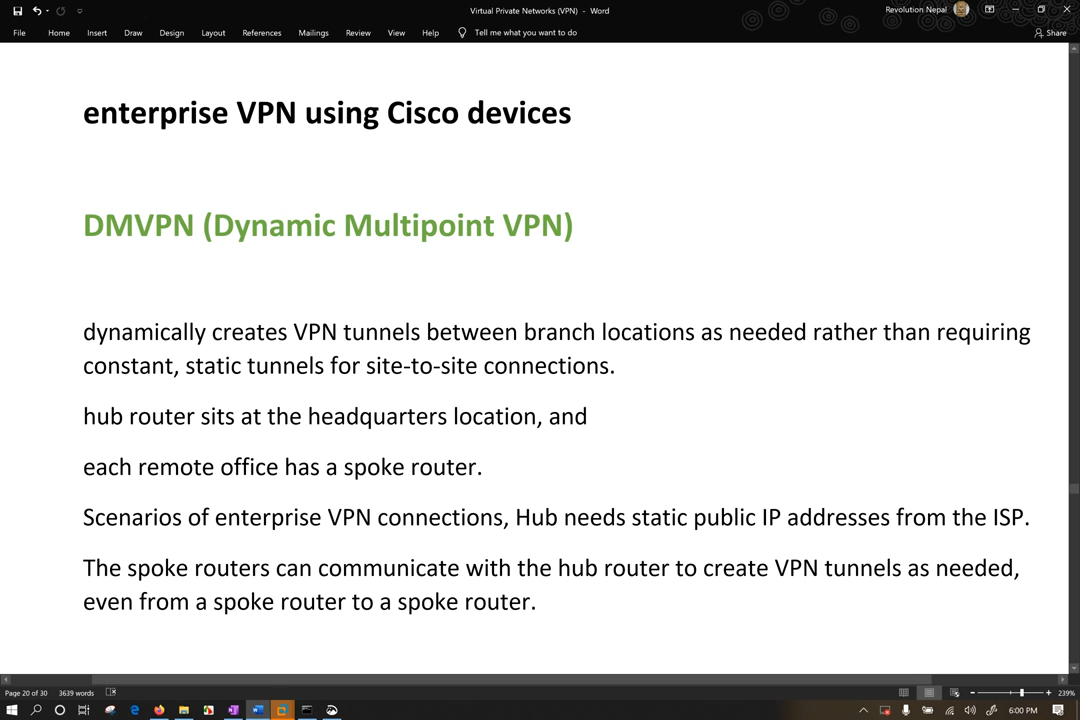 Virtual Private Networks (VPN) - Word
Revolution Nepal
File Home Insert Draw Design Layout References Mailings Review View Help Tell me what you want to do
Share
enterprise VPN using Cisco devices
DMVPN (Dynamic Multipoint VPN)
dynamically creates VPN tunnels between branch locations as needed rather than requiring
constant, static tunnels for site-to-site connections.
hub router sits at the headquarters location, and
each remote office has a spoke router.
Scenarios of enterprise VPN connections, Hub needs static public IP addresses from the ISP.
The spoke routers can communicate with the hub router to create VPN tunnels as needed,
even from a spoke router to a spoke router.
Page 20 of 30 3639 words
239%
6:00 PM